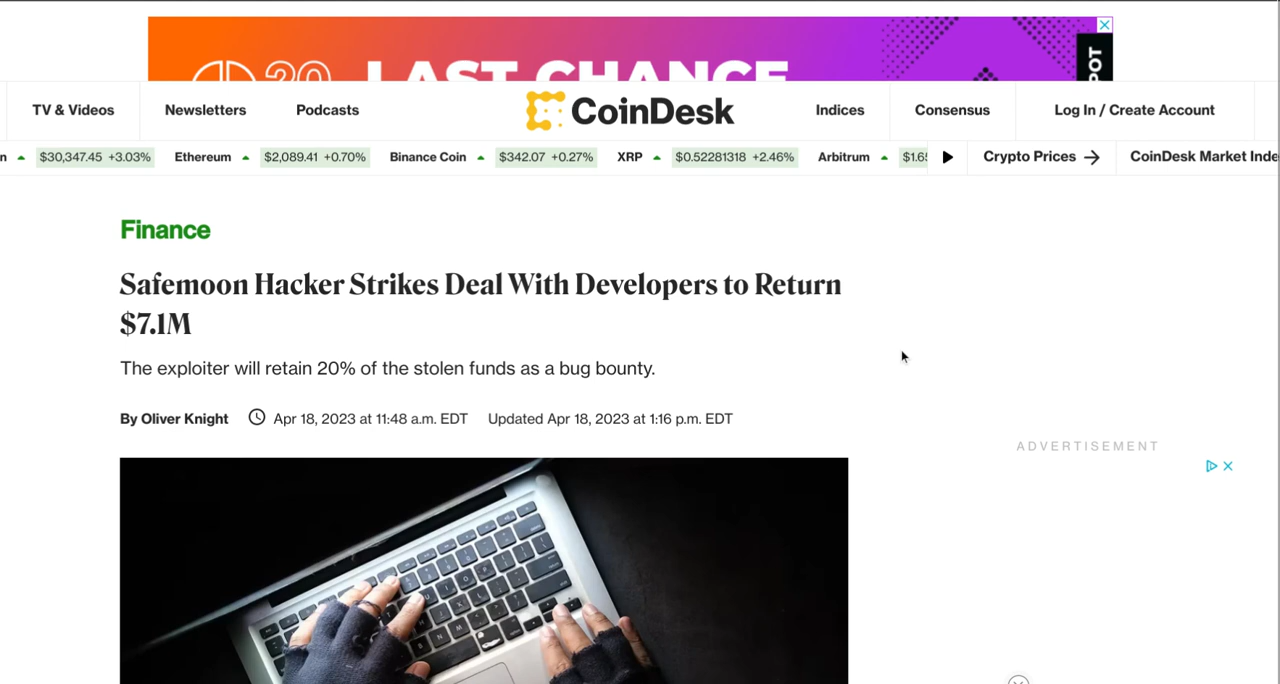 LAST CHANCE
POT
TV & Videos
Newsletters
Podcasts
CoinDesk
Indices
Consensus
Log In / Create Account
n $30,347.45 +3.03% Ethereum $2,089.41 +0.70% Binance Coin $342.07 +0.27% XRP $0.52281318 +2.46% Arbitrum
Crypto Prices
CoinDesk Market Inde
Finance
Safemoon Hacker Strikes Deal With Developers to Return
$7.1M
The exploiter will retain 20% of the stolen funds as a bug bounty.
By Oliver Knight Apr 18, 2023 at 11:48 a.m. EDT Updated Apr 18, 2023 at 1:16 p.m. EDT
ADVERTISEMENT